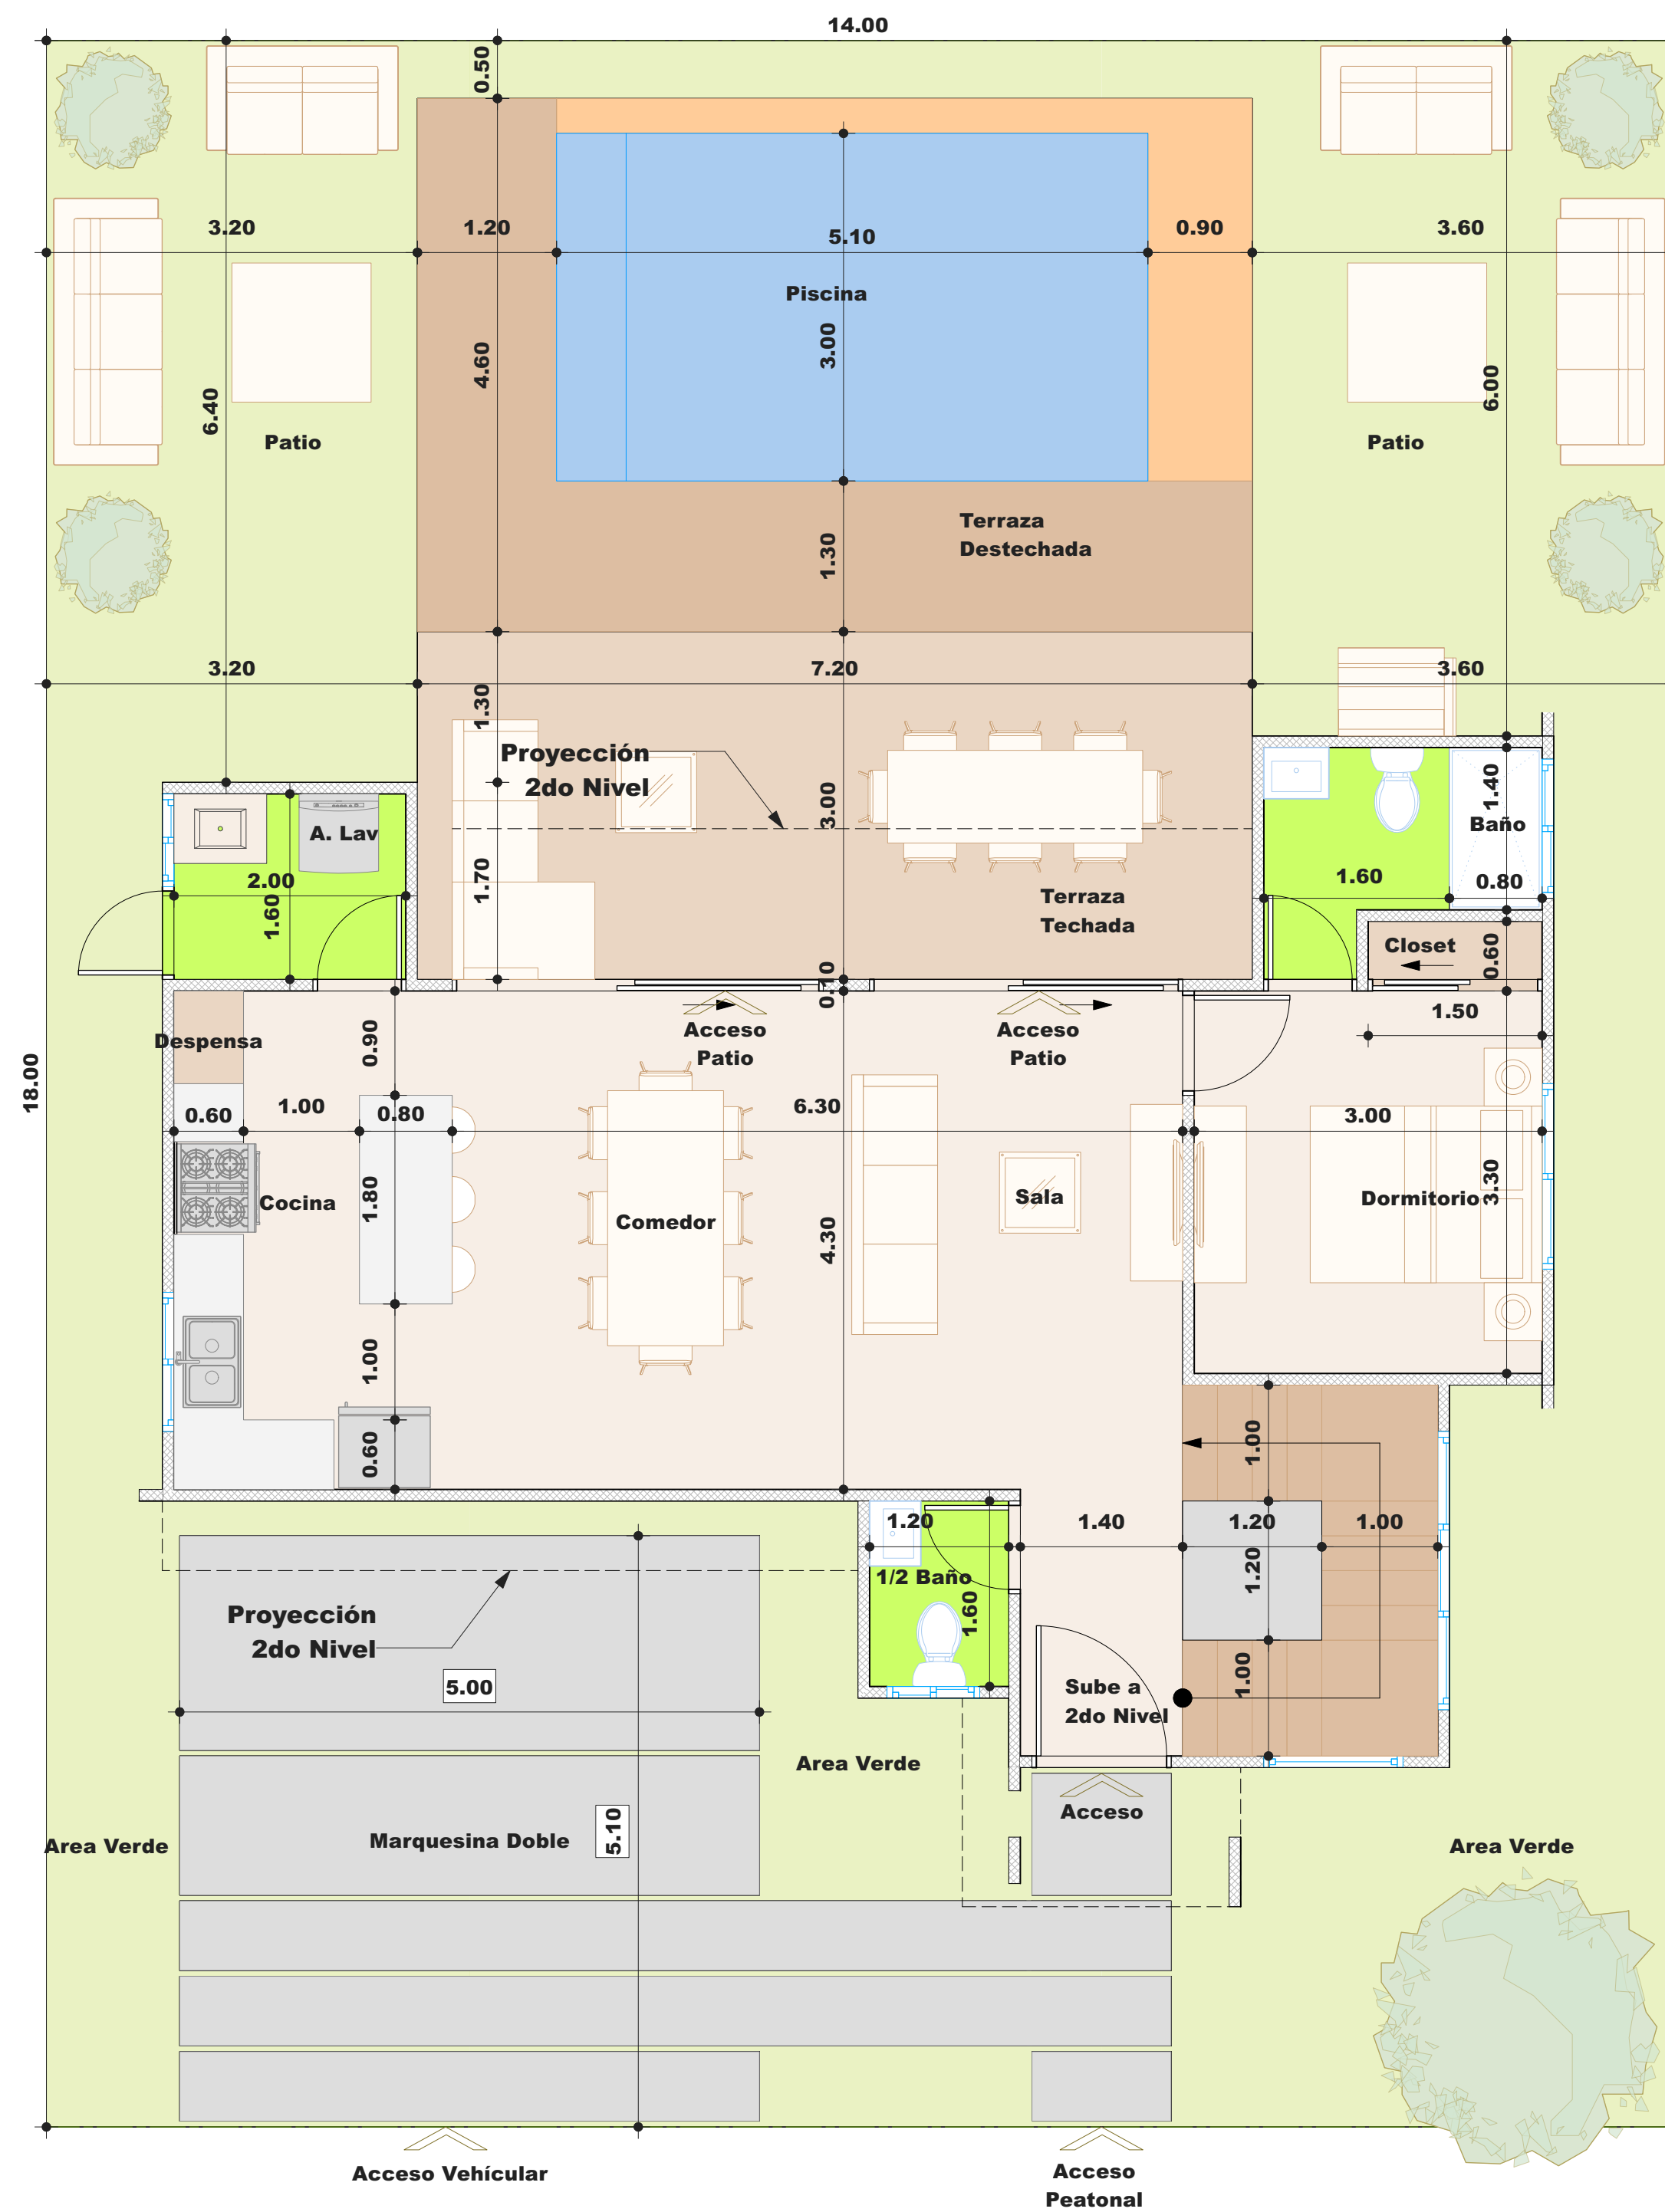 14.00
0.50
3.20
1.20
5.10
0.90
3.60
Piscina
3.00
4.60
6.40
6.00
Patio
Patio
Terraza
Destechada
1.30
3.20
7.20
3.60
1.30
Proyección
2do Nivel
3.00
1.40
Baño
A. Lav
2.00
1.60
1.70
Terraza
Techada
1.60
0.80
Closet
0.60
0.10
1.50
Acceso
Patio
Acceso
Patio
Despensa
0.90
18.00
0.60
1.00
0.80
6.30
3.00
1.80
Cocina
Comedor
Sala
Dormitorio
3.30
4.30
1.00
0.60
1.00
1.20
1.40
1.20
1.00
1.20
1/2 Baño
1.60
Proyección
2do Nivel
5.00
1.00
Sube a
2do Nivel
Area Verde
Acceso
5.10
Marquesina Doble
Area Verde
Area Verde
Acceso Vehícular
Acceso
Peatonal